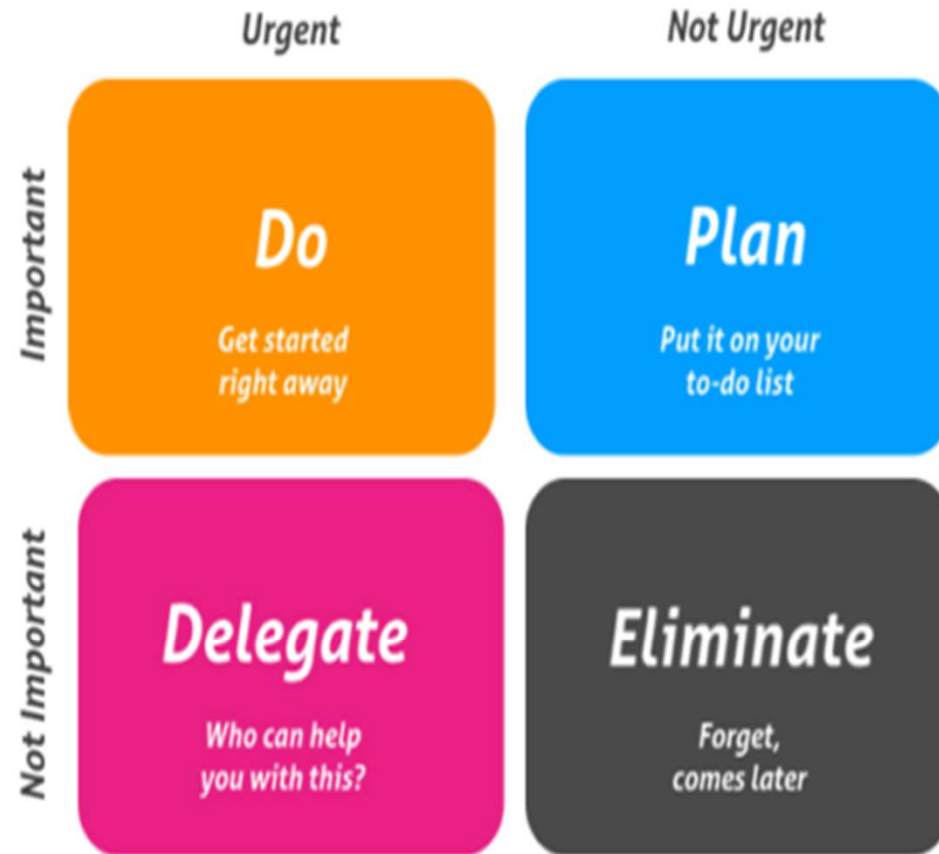 Urgent
Not Urgent
Important
Do
Get started
right away
Plan
Put it on your
to-do list
Not Important
Delegate
Who can help
you with this?
Eliminate
Forget,
comes later